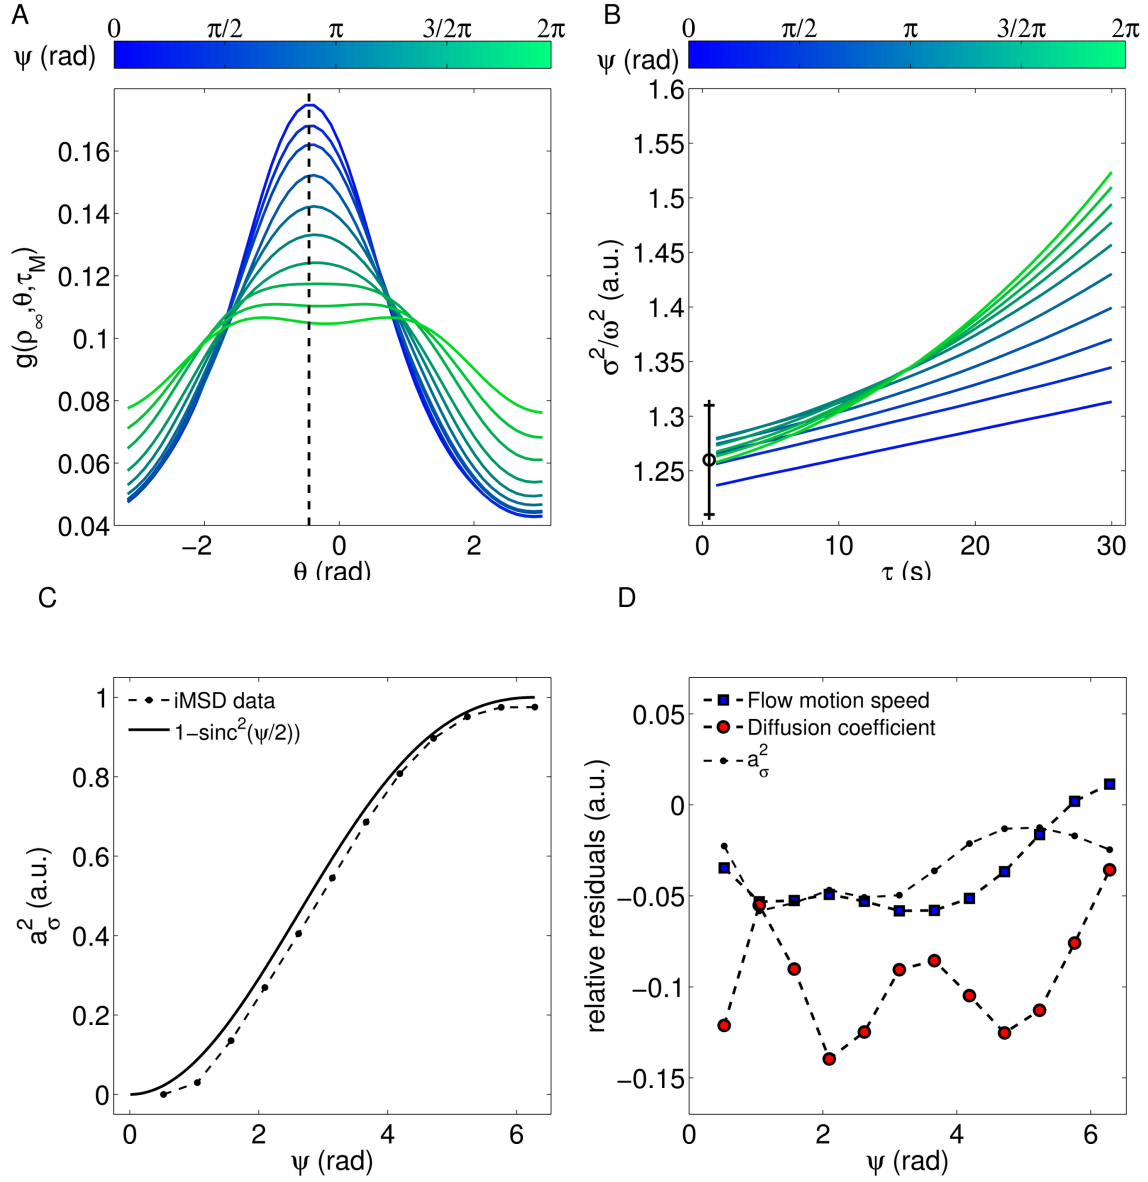 A
0 π/2 π 3/2π 2π
ψ (rad)
0.16
0.14
0.12
0.1
0.08
0.06
0.04
g(ρ∞,θ,τM)
−2 0 2
θ (rad)
B
0 π/2 π 3/2π 2π
ψ (rad)
1.6
1.55
1.5
1.45
1.4
1.35
1.3
1.25
σ²/ω² (a.u.)
0 10 20 30
τ (s)
C
1
0.8
0.6
0.4
0.2
0
a²σ (a.u.)
iMSD data
1−sinc²(ψ/2))
0 2 4 6
ψ (rad)
D
0.05
0
−0.05
−0.1
−0.15
relative residuals (a.u.)
Flow motion speed
Diffusion coefficient
a²σ
0 2 4 6
ψ (rad)